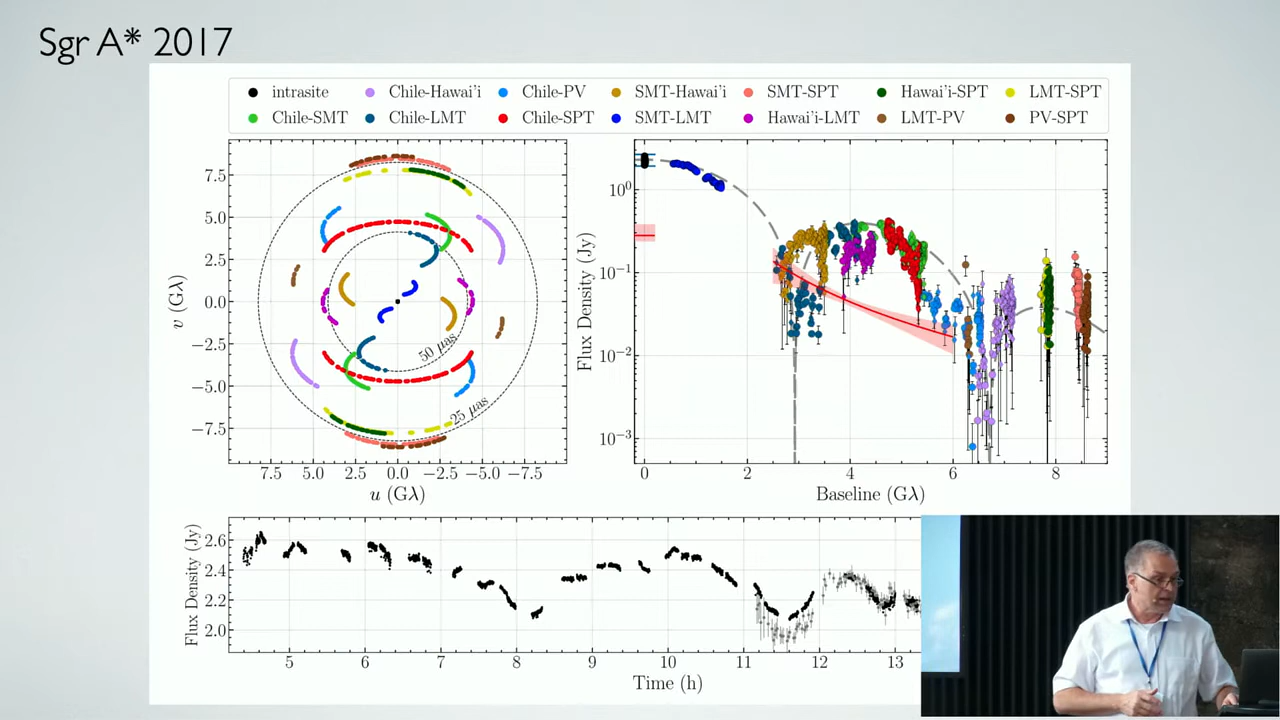 Sgr A* 2017
intrasite Chile-Hawai'i Chile-PV SMT-Hawai'i SMT-SPT Hawai'i-SPT LMT-SPT
Chile-SMT Chile-LMT Chile-SPT SMT-LMT Hawai'i-LMT LMT-PV PV-SPT
7.5
5.0
2.5
0.0
−2.5
−5.0
−7.5
v (Gλ)
50 μas
25 μas
7.5 5.0 2.5 0.0 −2.5 −5.0 −7.5
u (Gλ)
Flux Density (Jy)
10⁰
10⁻¹
10⁻²
10⁻³
0 2 4 6 8
Baseline (Gλ)
Flux Density (Jy)
2.6
2.4
2.2
2.0
5 6 7 8 9 10 11 12 13
Time (h)